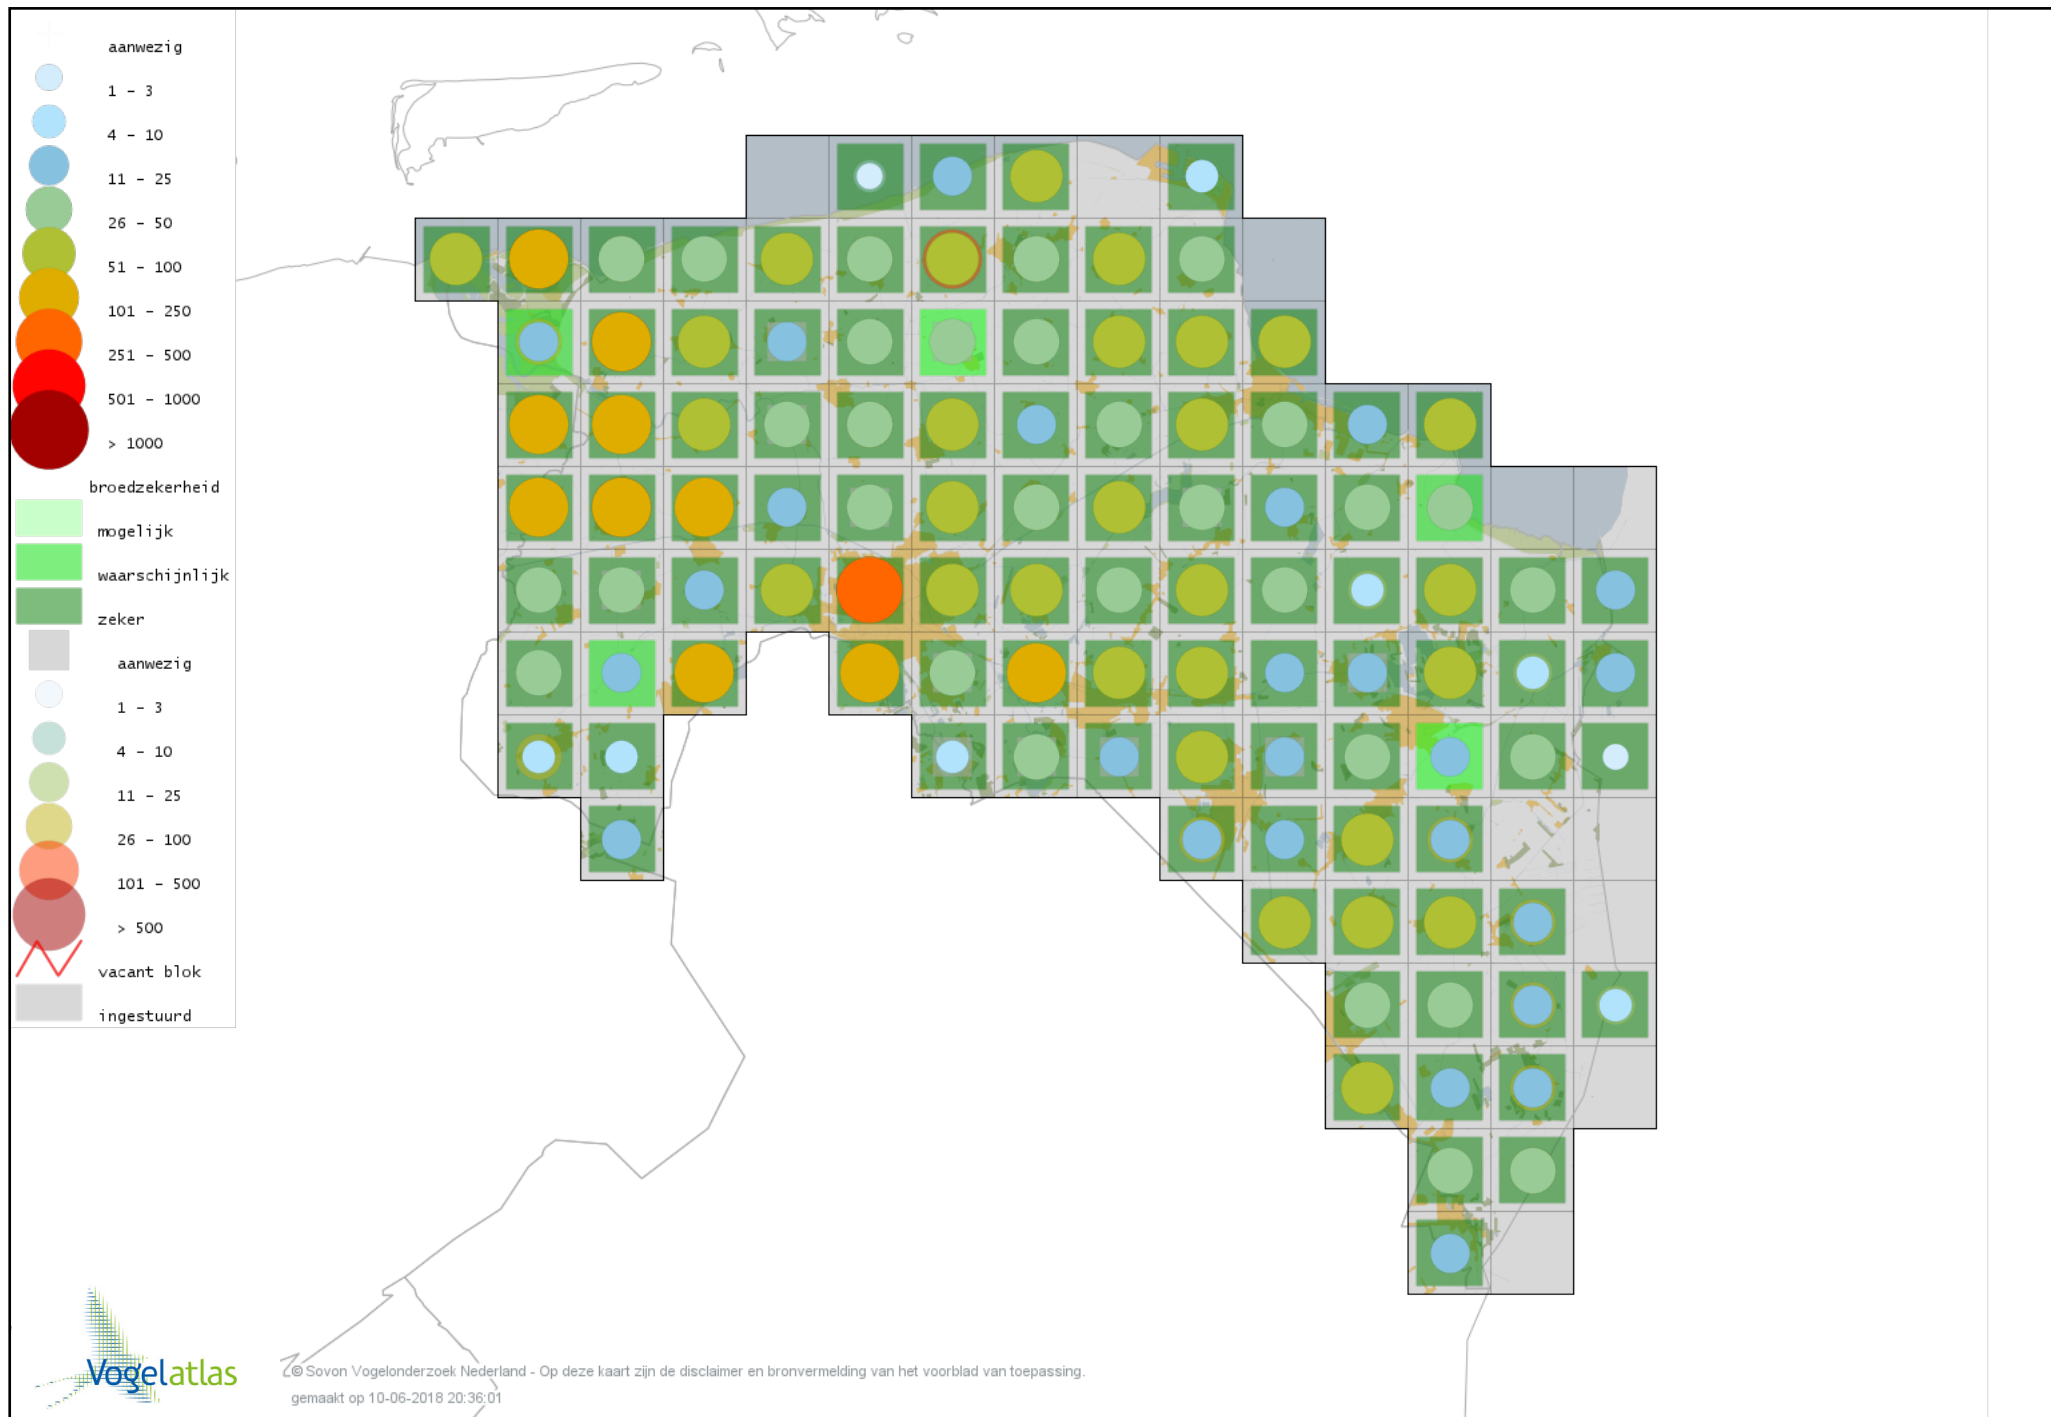 aanwezig
1 - 3
4 - 10
11 - 25
26 - 50
51 - 100
101 - 250
251 - 500
501 - 1000
> 1000
broedzekerheid
mogelijk
waarschijnlijk
zeker
aanwezig
1 - 3
4 - 10
11 - 25
26 - 100
101 - 500
> 500
vacant blok
ingestuurd
Vogelatlas
© Sovon Vogelonderzoek Nederland - Op deze kaart zijn de disclaimer en bronvermelding van het voorblad van toepassing.
gemaakt op 10-06-2018 20:36:01